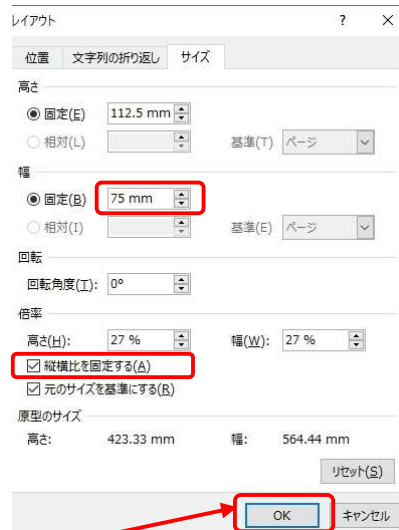 レイアウト ? ×
位置 文字列の折り返し サイズ
高さ
固定(E) 112.5 mm
相対(L) 基準(T) ページ
幅
固定(B) 75 mm
相対(I) 基準(E) ページ
回転
回転角度(T): 0°
倍率
高さ(H): 27 % 幅(W): 27 %
縦横比を固定する(A)
元のサイズを基準にする(R)
原型のサイズ
高さ: 423.33 mm 幅: 564.44 mm
リセット(S)
OK キャンセル